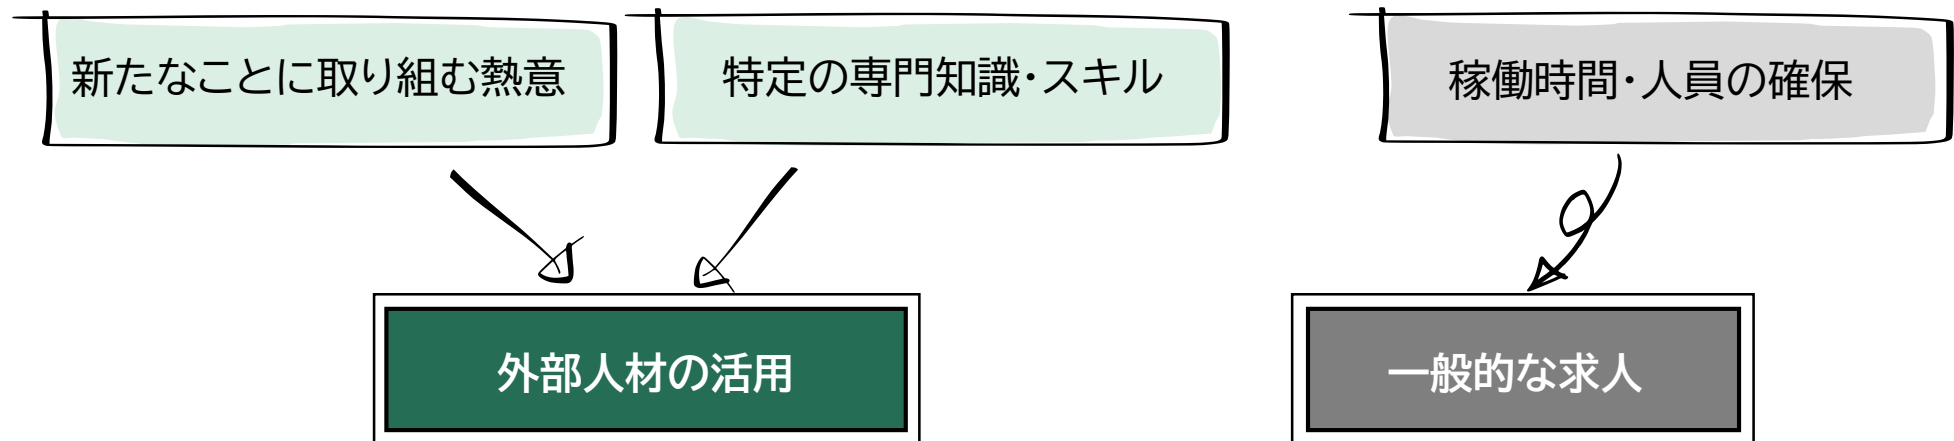 新たなことに取り組む熱意
特定の専門知識・スキル
稼働時間・人員の確保
外部人材の活用
一般的な求人